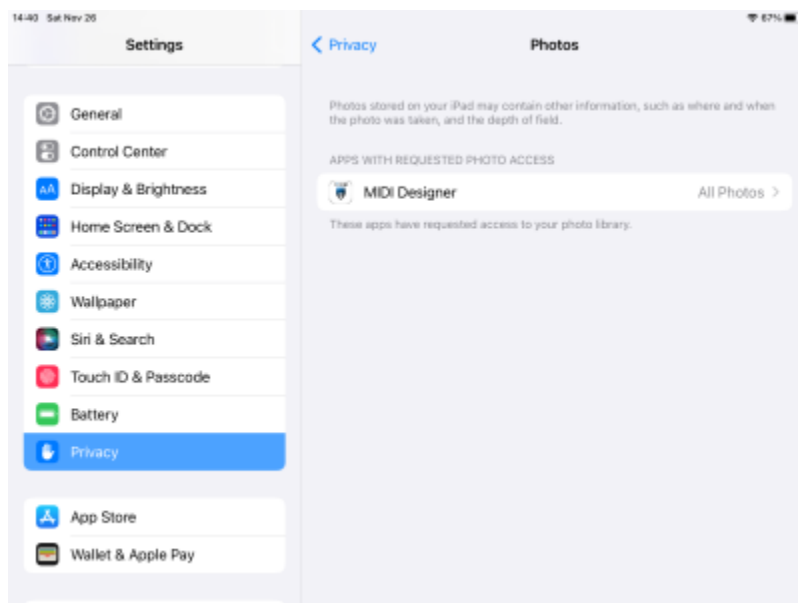 14:40 Sat Nov 26
67%
Settings
Privacy
Photos
General
Control Center
AA
Display & Brightness
Home Screen & Dock
Accessibility
Wallpaper
Siri & Search
Touch ID & Passcode
Battery
Privacy
App Store
Wallet & Apple Pay
Photos stored on your iPad may contain other information, such as where and when
the photo was taken, and the depth of field.
APPS WITH REQUESTED PHOTO ACCESS
MIDI Designer
All Photos
These apps have requested access to your photo library.